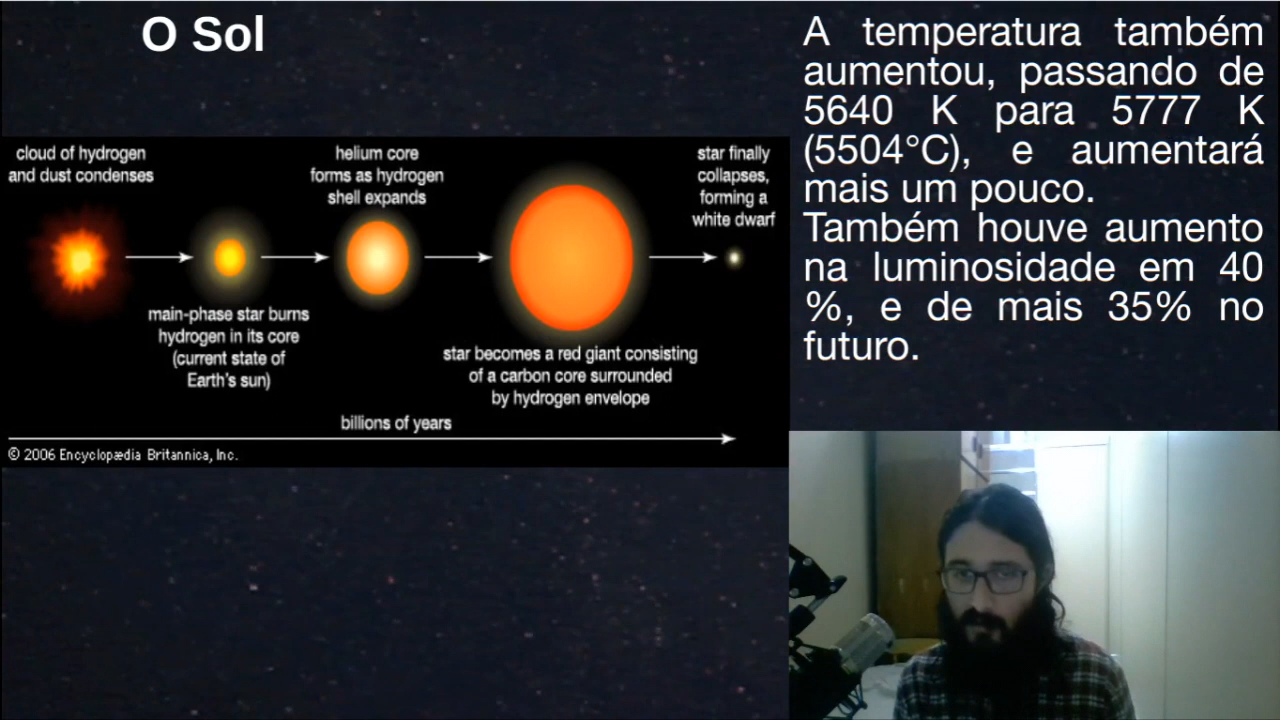 O Sol
A temperatura também
aumentou, passando de
5640 K para 5777 K
(5504°C), e aumentará
mais um pouco.
Também houve aumento
na luminosidade em 40
%, e de mais 35% no
futuro.
cloud of hydrogen
and dust condenses
main-phase star burns
hydrogen in its core
(current state of
Earth's sun)
helium core
forms as hydrogen
shell expands
star becomes a red giant consisting
of a carbon core surrounded
by hydrogen envelope
star finally
collapses,
forming a
white dwarf
billions of years
© 2006 Encyclopædia Britannica, Inc.